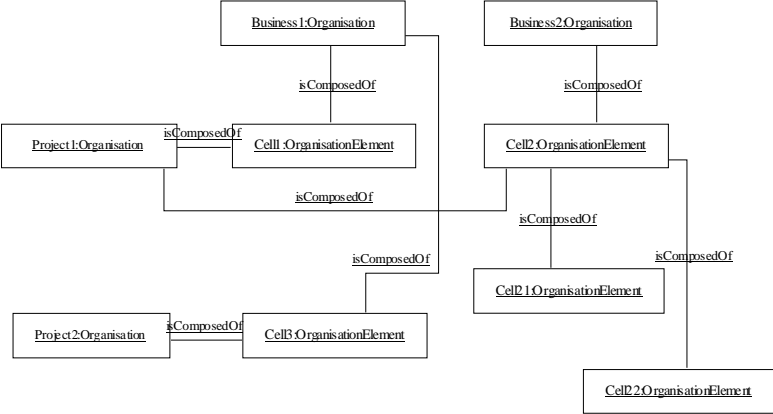 Business1:Organisation
Business2:Organisation
isComposedOf
isComposedOf
isComposedOf
Project1:Organisation
Cell1:OrganisationElement
Cell2:OrganisationElement
isComposedOf
isComposedOf
isComposedOf
isComposedOf
Cell21:OrganisationElement
isComposedOf
Project2:Organisation
Cell3:OrganisationElement
Cell22:OrganisationElement